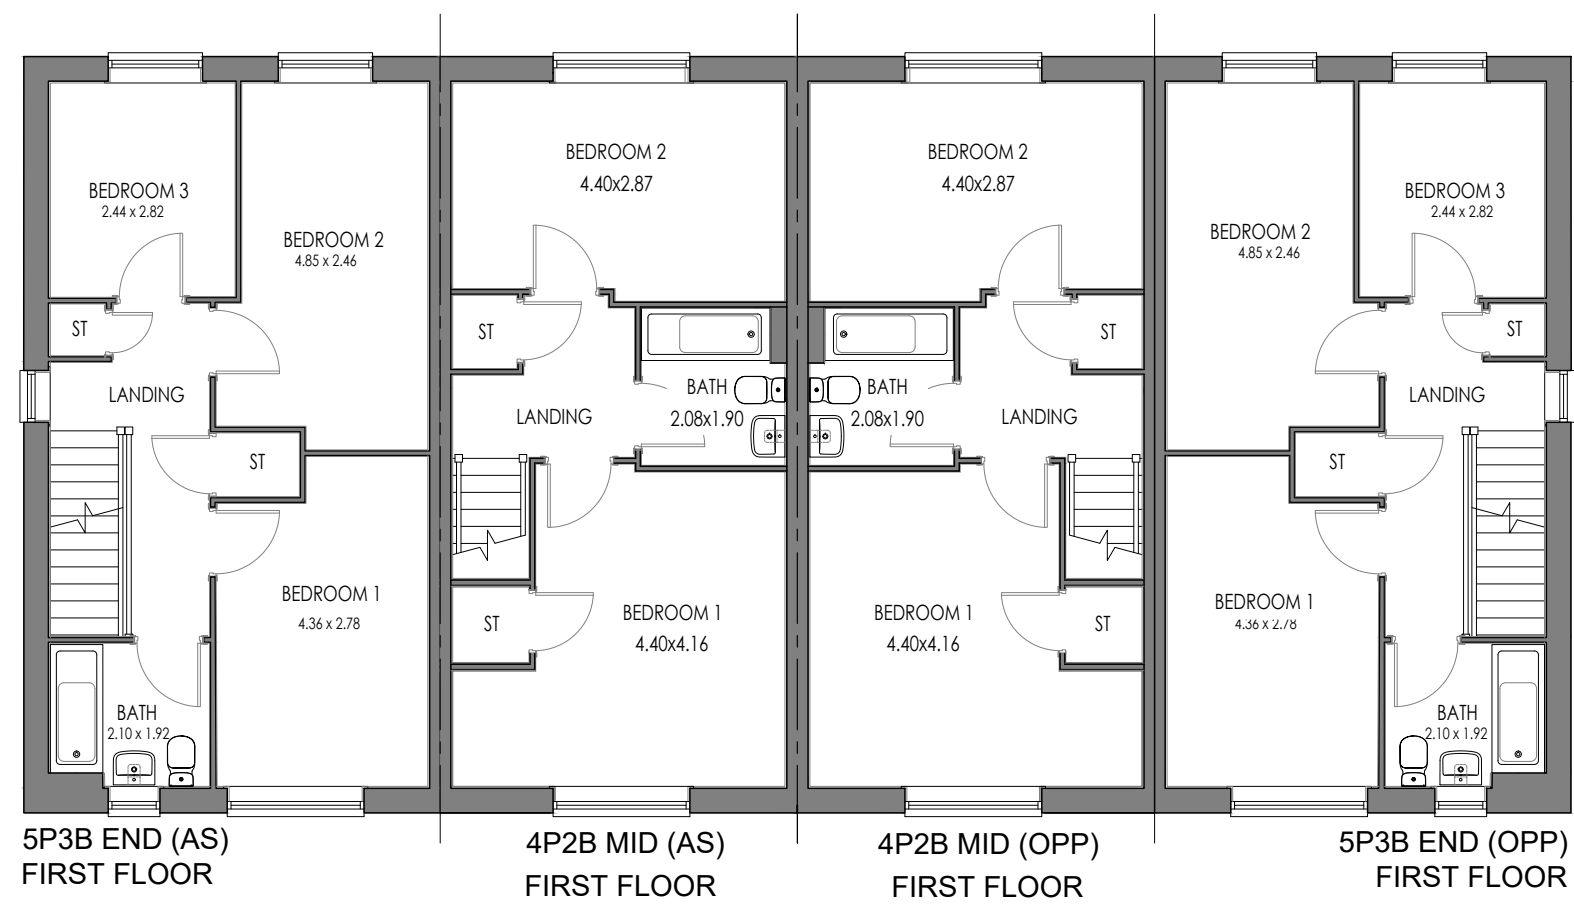 BEDROOM 3
2.44 x 2.82
BEDROOM 2
4.85 x 2.46
ST
LANDING
ST
BEDROOM 1
4.36 x 2.78
BATH
2.10 x 1.92
5P3B END (AS)
FIRST FLOOR
BEDROOM 2
4.40x2.87
ST
BATH
2.08x1.90
LANDING
ST
BEDROOM 1
4.40x4.16
4P2B MID (AS)
FIRST FLOOR
BEDROOM 2
4.40x2.87
ST
BATH
2.08x1.90
LANDING
BEDROOM 1
4.40x4.16
ST
4P2B MID (OPP)
FIRST FLOOR
BEDROOM 3
2.44 x 2.82
BEDROOM 2
4.85 x 2.46
ST
LANDING
ST
BEDROOM 1
4.36 x 2.78
BATH
2.10 x 1.92
5P3B END (OPP)
FIRST FLOOR